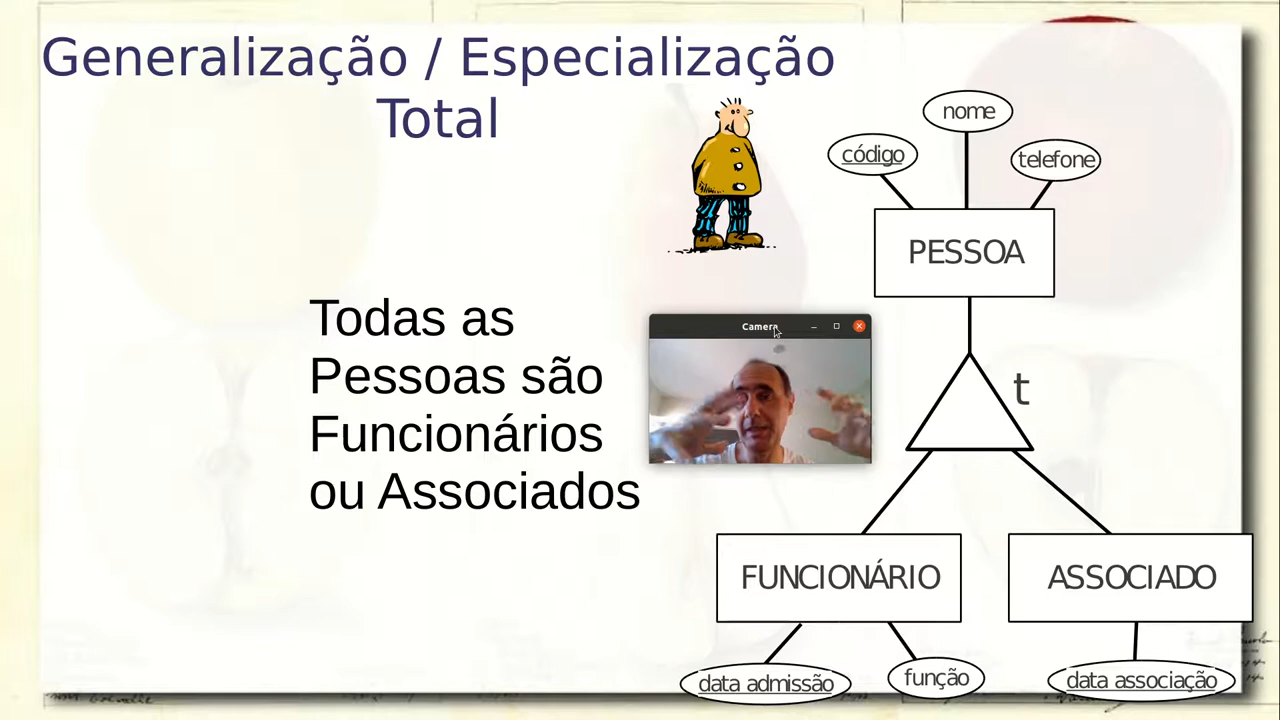 Generalização / Especialização
Total
nome
código
telefone
PESSOA
Todas as
Pessoas são
Funcionários
ou Associados
Camera
t
FUNCIONÁRIO
ASSOCIADO
data admissão
função
data associação